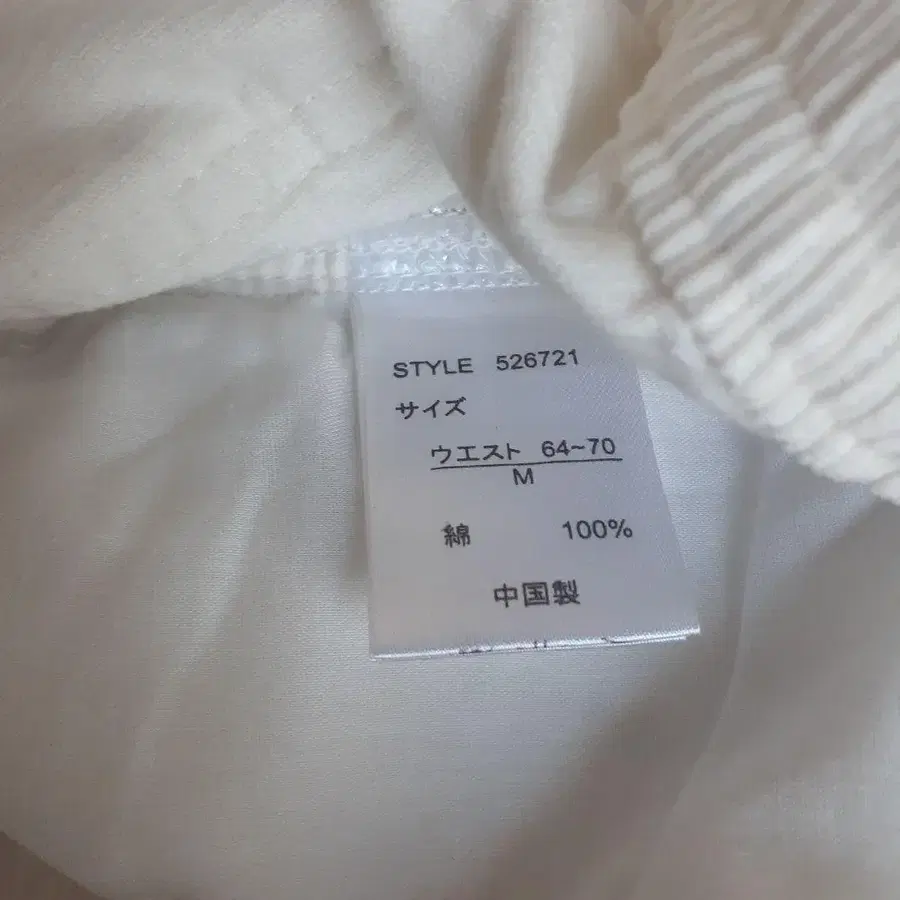 STYLE 526721
サイズ
ウエスト 64~70
M
綿 100%
中国製